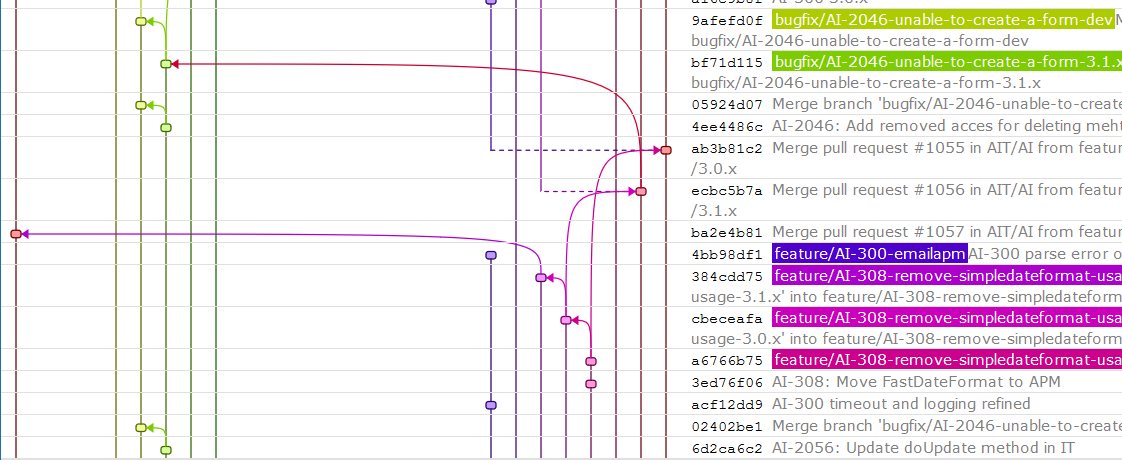 9afefd0f bugfix/AI-2046-unable-to-create-a-form-dev
bugfix/AI-2046-unable-to-create-a-form-dev
bf71d115 bugfix/AI-2046-unable-to-create-a-form-3.1.x
bugfix/AI-2046-unable-to-create-a-form-3.1.x
05924d07 Merge branch 'bugfix/AI-2046-unable-to-create
4ee4486c AI-2046: Add removed acces for deleting meth
ab3b81c2 Merge pull request #1055 in AIT/AI from featur
/3.0.x
ecbc5b7a Merge pull request #1056 in AIT/AI from featur
/3.1.x
ba2e4b81 Merge pull request #1057 in AIT/AI from featur
4bb98df1 feature/AI-300-emailapm AI-300 parse error o
384cdd75 feature/AI-308-remove-simpledateformat-usa
usage-3.1.x' into feature/AI-308-remove-simpledateform
cbeceafa feature/AI-308-remove-simpledateformat-usa
usage-3.0.x' into feature/AI-308-remove-simpledateform
a6766b75 feature/AI-308-remove-simpledateformat-usa
3ed76f06 AI-308: Move FastDateFormat to APM
acf12dd9 AI-300 timeout and logging refined
02402be1 Merge branch 'bugfix/AI-2046-unable-to-create
6d2ca6c2 AI-2056: Update doUpdate method in IT